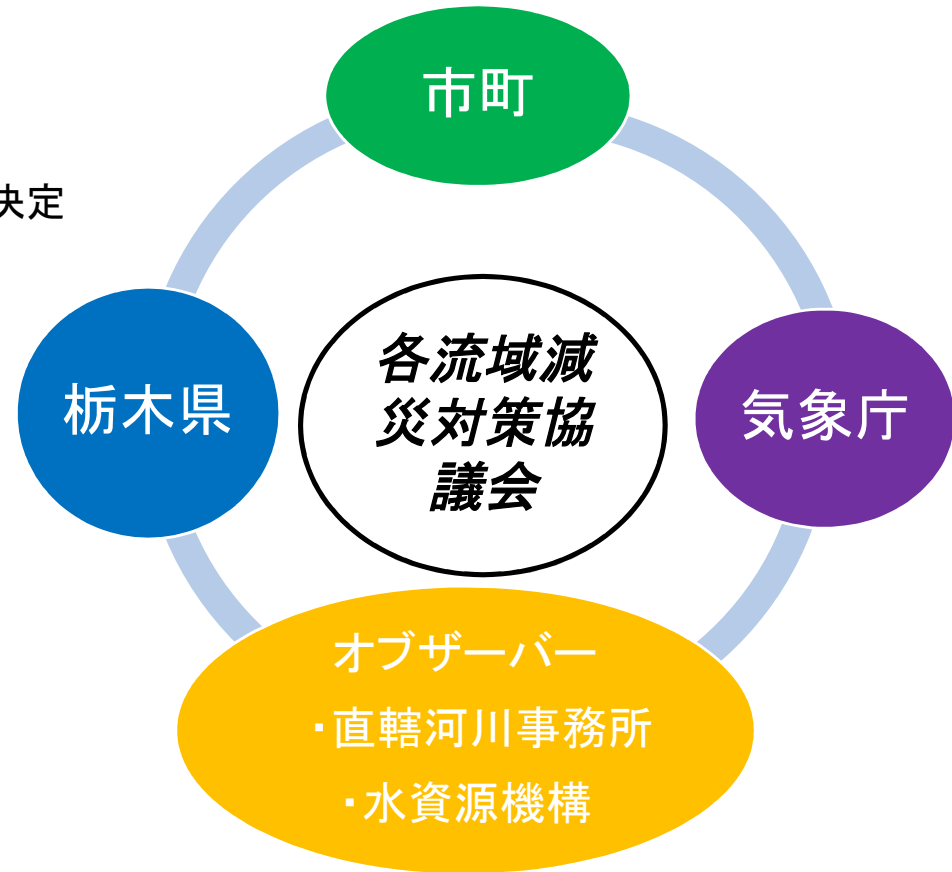 市町
決定
栃木県
各流域減
災対策協
議会
気象庁
オブザーバー
・直轄河川事務所
・水資源機構